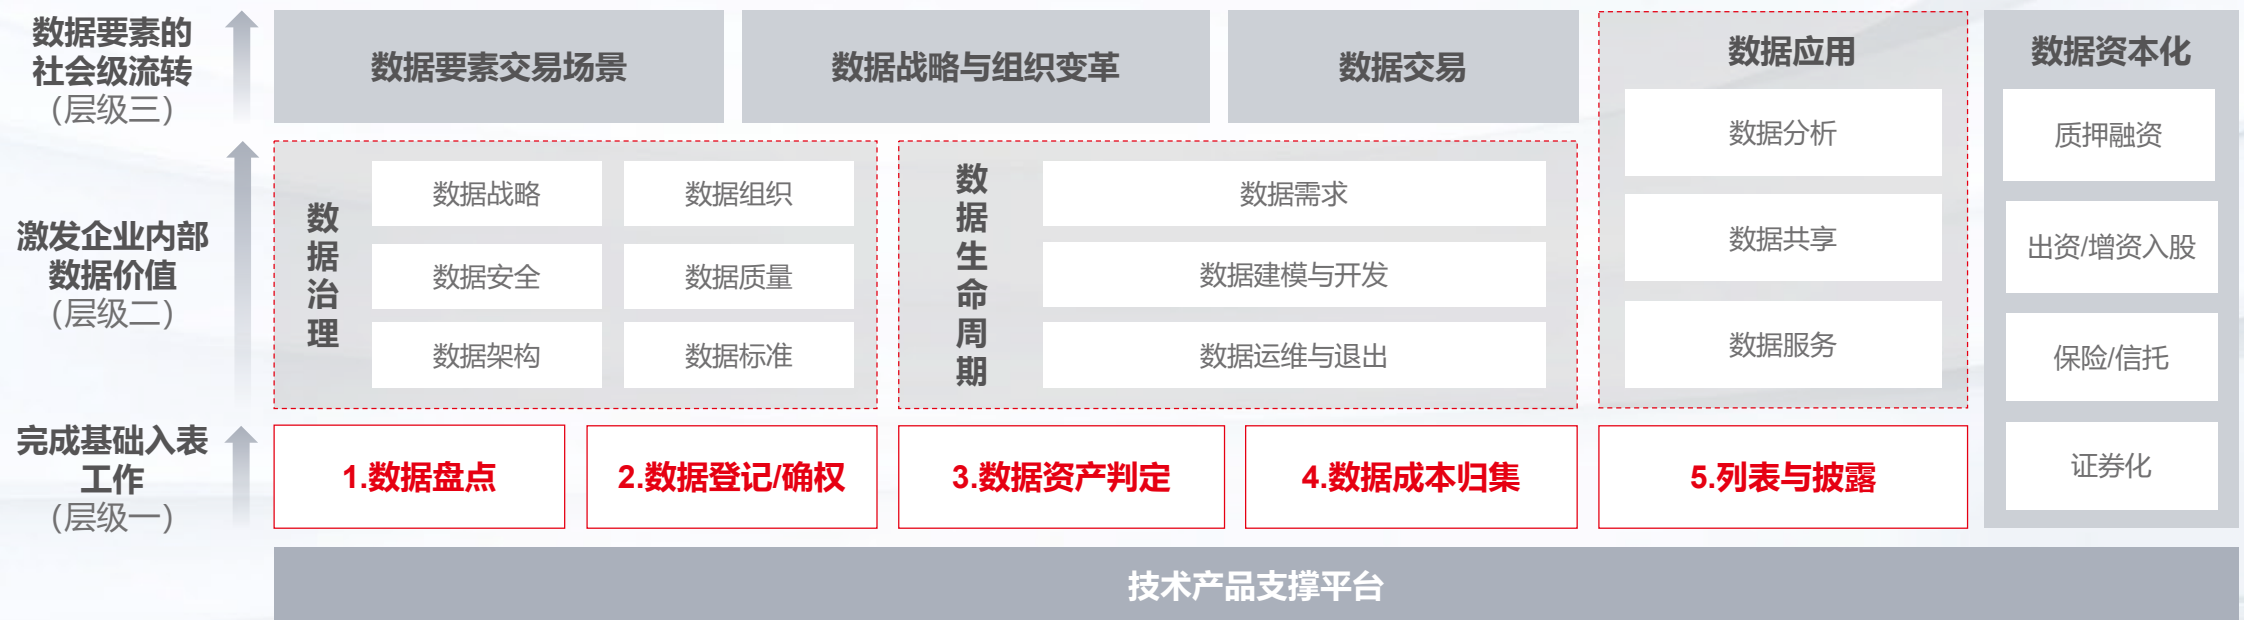 数据要素的
社会级流转
（层级三）
数据要素交易场景
数据战略与组织变革
数据交易
数据应用
数据分析
数据共享
数据服务
数据资本化
质押融资
出资/增资入股
保险/信托
证券化
激发企业内部
数据价值
（层级二）
数据治理
数据战略
数据组织
数据安全
数据质量
数据架构
数据标准
数据生命周期
数据需求
数据建模与开发
数据运维与退出
完成基础入表
工作
（层级一）
1.数据盘点
2.数据登记/确权
3.数据资产判定
4.数据成本归集
5.列表与披露
技术产品支撑平台